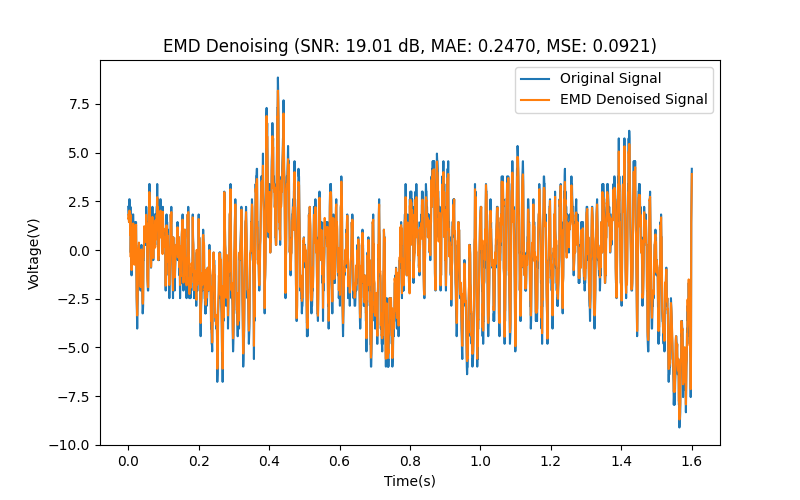 EMD Denoising (SNR: 19.01 dB, MAE: 0.2470, MSE: 0.0921)
Original Signal
EMD Denoised Signal
7.5
5.0
2.5
0.0
−2.5
−5.0
−7.5
−10.0
Voltage(V)
0.0 0.2 0.4 0.6 0.8 1.0 1.2 1.4 1.6
Time(s)